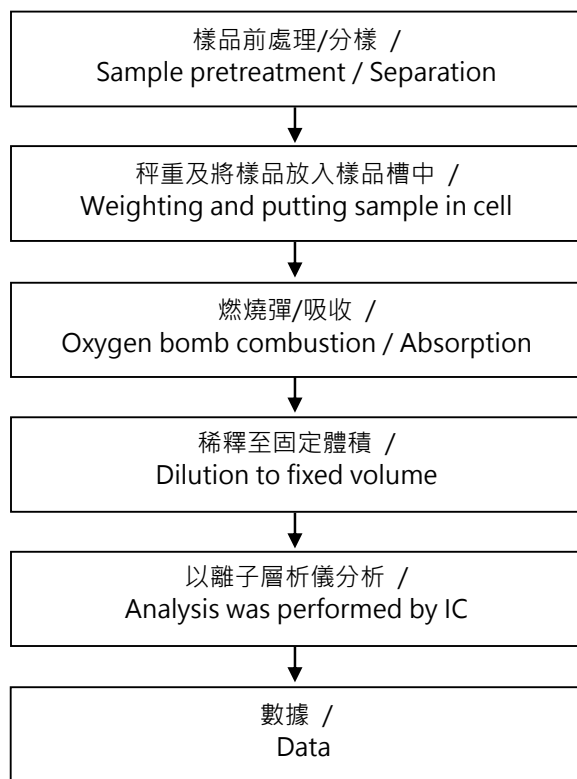 樣品前處理/分樣 /
Sample pretreatment / Separation
秤重及將樣品放入樣品槽中 /
Weighting and putting sample in cell
燃燒彈/吸收 /
Oxygen bomb combustion / Absorption
稀釋至固定體積 /
Dilution to fixed volume
以離子層析儀分析 /
Analysis was performed by IC
數據 /
Data